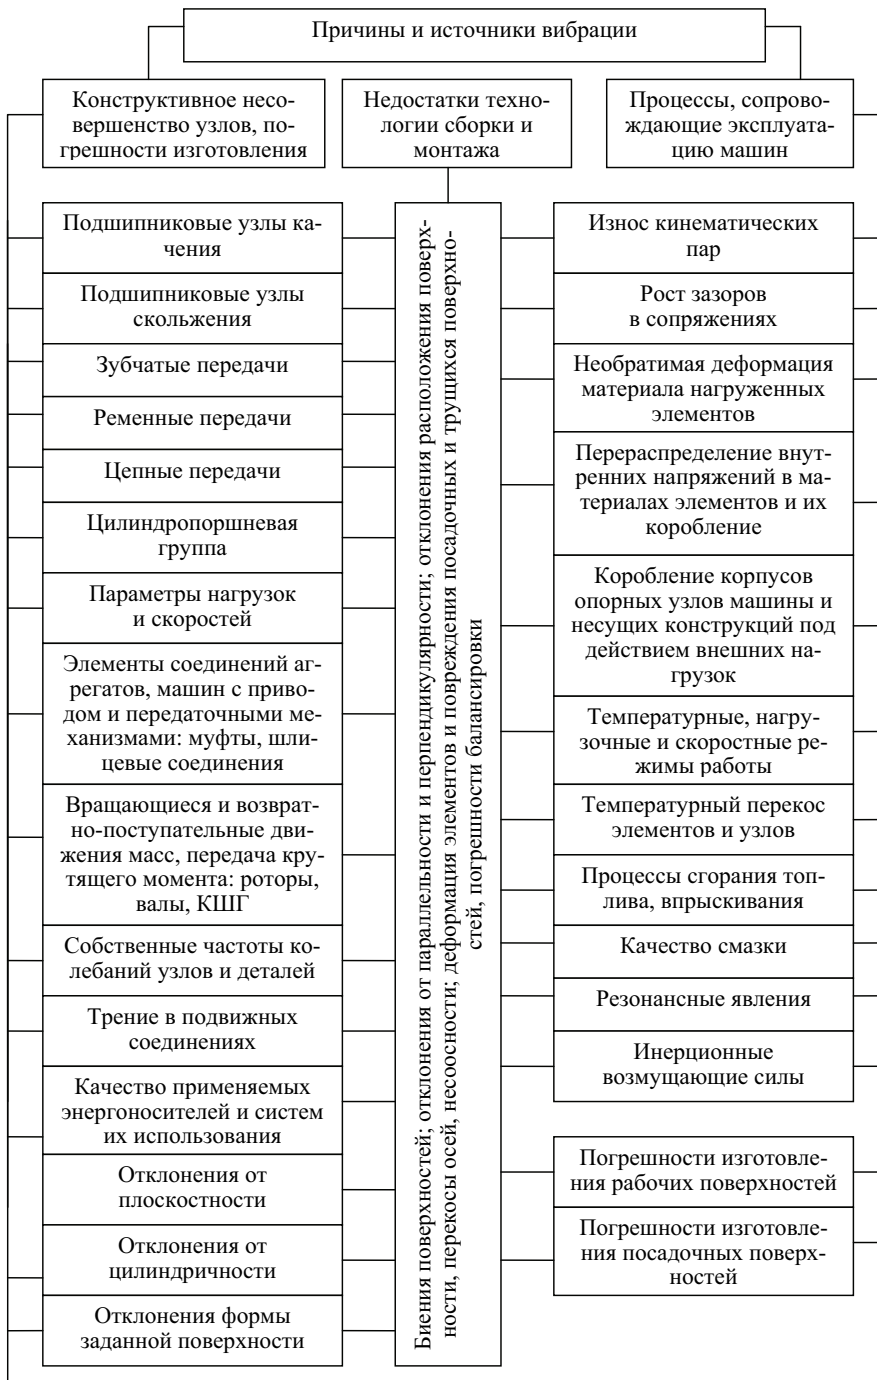 Причины и источники вибрации
Конструктивное несо-
вершенство узлов, по-
грешности изготовления
Недостатки техно-
логии сборки и
монтажа
Процессы, сопрово-
ждающие эксплуата-
цию машин
Подшипниковые узлы ка-
чения
Подшипниковые узлы
скольжения
Зубчатые передачи
Ременные передачи
Цепные передачи
Цилиндропоршневая
группа
Параметры нагрузок
и скоростей
Элементы соединений аг-
регатов, машин с приво-
дом и передаточными ме-
ханизмами: муфты, шли-
цевые соединения
Вращающиеся и возврат-
но-поступательные дви-
жения масс, передача кру-
тящего момента: роторы,
валы, КШГ
Собственные частоты ко-
лебаний узлов и деталей
Трение в подвижных
соединениях
Качество применяемых
энергоносителей и систем
их использования
Отклонения от
плоскостности
Отклонения от
цилиндричности
Отклонения формы
заданной поверхности
Биения поверхностей; отклонения от параллельности и перпендикулярности; отклонения расположения поверх-
ности, перекосы осей, несоосности; деформация элементов и повреждения посадочных и трущихся поверхно-
стей, погрешности балансировки
Износ кинематических
пар
Рост зазоров
в сопряжениях
Необратимая деформация
материала нагруженных
элементов
Перераспределение внут-
ренних напряжений в ма-
териалах элементов и их
коробление
Коробление корпусов
опорных узлов машины и
несущих конструкций под
действием внешних на-
грузок
Температурные, нагру-
зочные и скоростные ре-
жимы работы
Температурный перекос
элементов и узлов
Процессы сгорания топ-
лива, впрыскивания
Качество смазки
Резонансные явления
Инерционные
возмущающие силы
Погрешности изготовле-
ния рабочих поверхностей
Погрешности изготовле-
ния посадочных поверх-
ностей